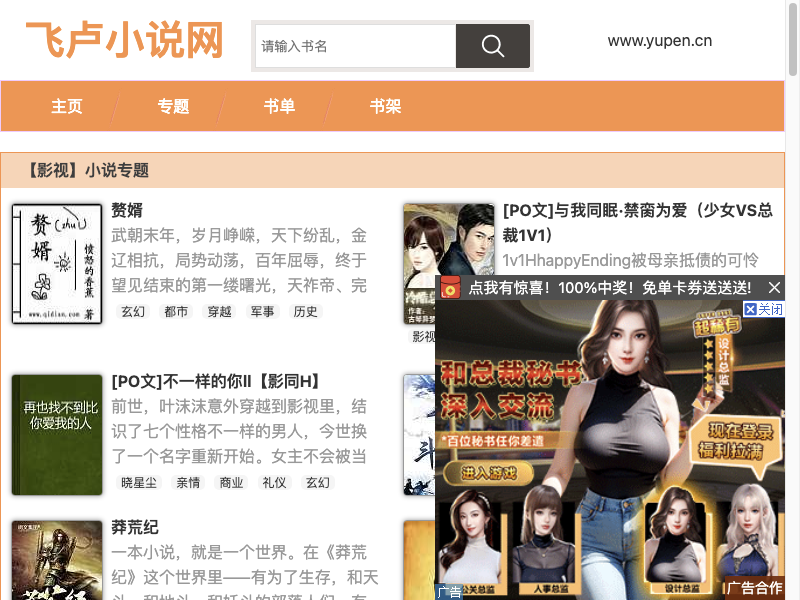 飞卢小说网
请输入书名
www.yupen.cn
主页
专题
书单
书架
【影视】小说专题
赘婿
(zhuì)
愤怒的香蕉 著
www.qidian.com
赘婿
武朝末年，岁月峥嵘，天下纷乱，金
辽相抗，局势动荡，百年屈辱，终于
望见结束的第一缕曙光，天祚帝、完
玄幻 都市 穿越 军事 历史
[PO文]与我同眠·禁脔为爱（少女VS总
裁1V1）
1v1HhappyEnding被母亲抵债的可怜
影视
再也找不到比
你爱我的人
[PO文]不一样的你II【影同H】
前世，叶沫沫意外穿越到影视里，结
识了七个性格不一样的男人，今世换
了一个名字重新开始。女主不会被当
晓星尘 亲情 商业 礼仪 玄幻
莽荒纪
一本小说，就是一个世界。在《莽荒
纪》这个世界里——有为了生存，和天
点我有惊喜！100%中奖！免单卡券送送送!
关闭
超稀有
设计总监
和总裁秘书
深入交流
*百位秘书任你差遣
进入游戏
现在登录
福利拉满
公关总监
人事总监
设计总监
广告
广告合作